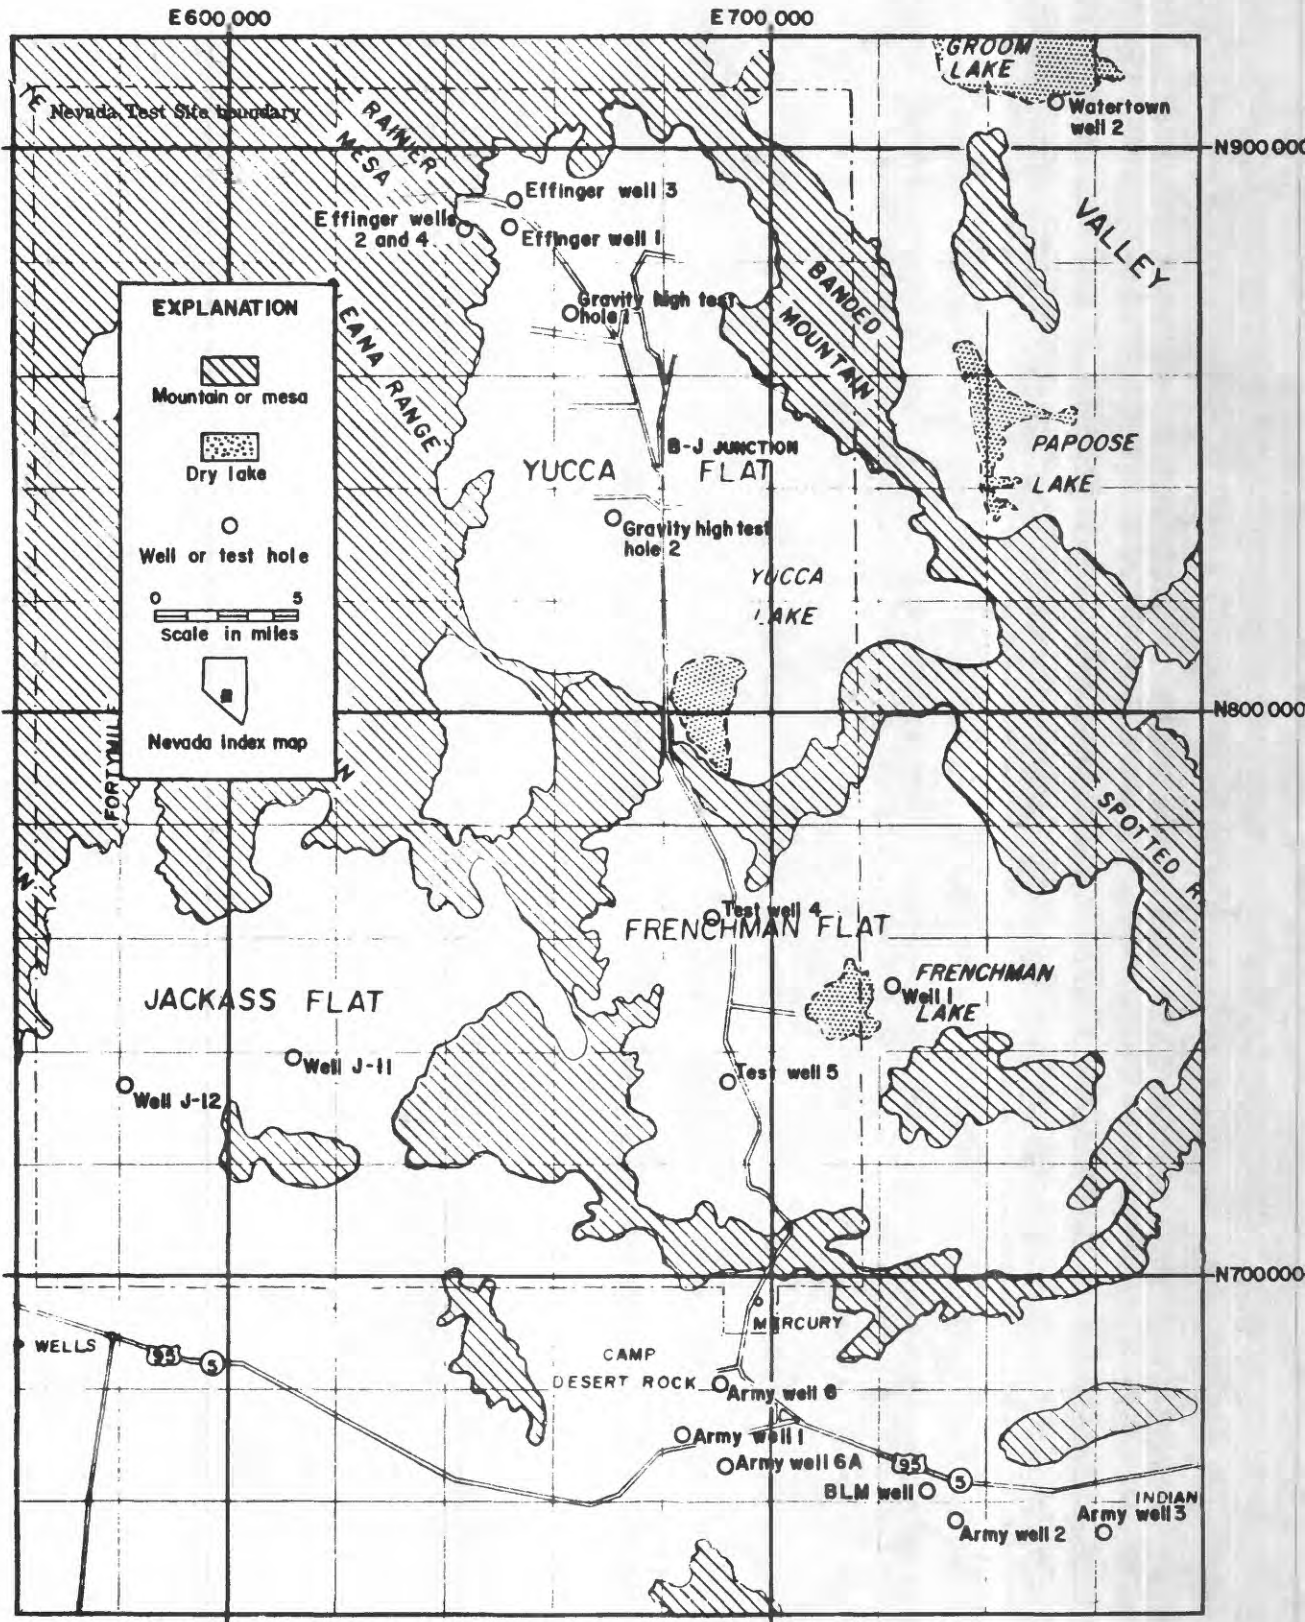 E600,000
E700,000
GROOM
LAKE
Nevada Test Site boundary
Watertown
well 2
RAINIER
MESA
N900 000
Effinger well 3
Effinger wells
2 and 4
Effinger well 1
VALLEY
BANDED
MOUNTAIN
EXPLANATION
Mountain or mesa
Dry lake
Well or test hole
0 5
Scale in miles
Nevada index map
Gravity high test
hole 1
LEANA RANGE
B-J JUNCTION
YUCCA FLAT
PAPOOSE
LAKE
Gravity high test
hole 2
YUCCA
LAKE
N800 000
FORTYMILE
IN
SPOTTED R
IN
Test well 4
FRENCHMAN FLAT
FRENCHMAN
LAKE
Well 1
JACKASS FLAT
Well J-11
Well J-12
Test well 5
N700 000
MERCURY
WELLS
95
5
CAMP
DESERT ROCK
Army well 6
Army well 1
Army well 6A
95
5
BLM well
INDIAN
Army well 3
Army well 2